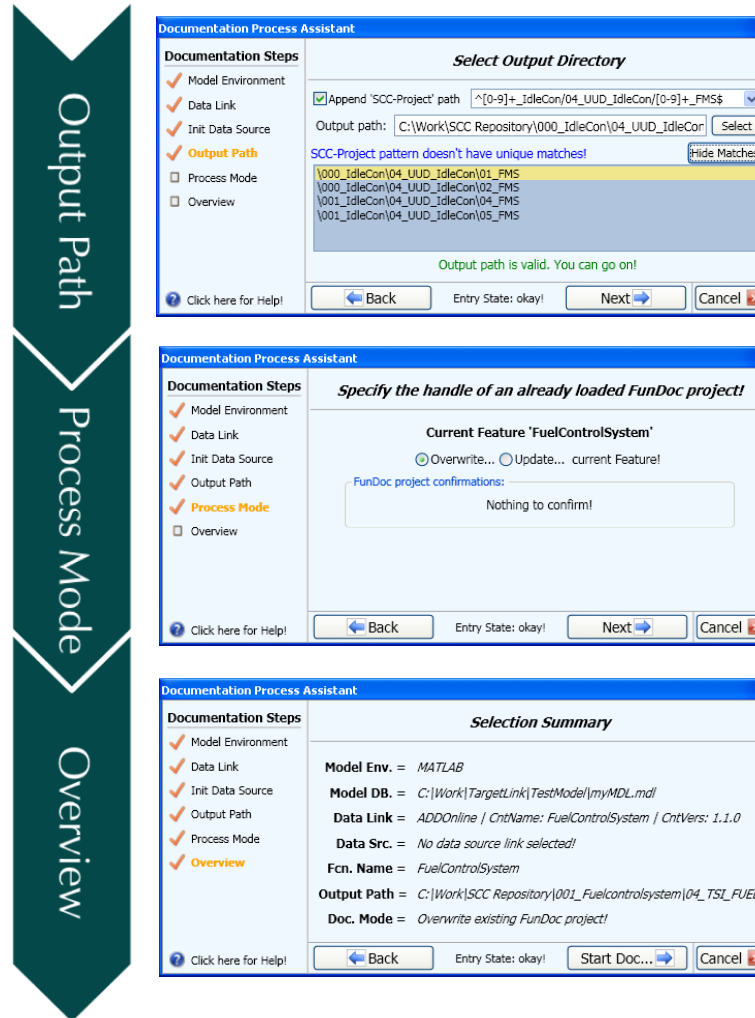 Output Path
Process Mode
Overview
Documentation Process Assistant
Documentation Steps
Model Environment
Data Link
Init Data Source
Output Path
Process Mode
Overview
Click here for Help!
Select Output Directory
Append 'SCC-Project' path ^[0-9]+_IdleCon/04_UUD_IdleCon/[0-9]+_FMS$
Output path: C:\Work\SCC Repository\000_IdleCon\04_UUD_IdleCon Select
SCC-Project pattern doesn't have unique matches! Hide Matches
\000_IdleCon\04_UUD_IdleCon\01_FMS
\000_IdleCon\04_UUD_IdleCon\02_FMS
\001_IdleCon\04_UUD_IdleCon\04_FMS
\001_IdleCon\04_UUD_IdleCon\05_FMS
Output path is valid. You can go on!
Back Entry State: okay! Next Cancel
Documentation Process Assistant
Documentation Steps
Model Environment
Data Link
Init Data Source
Output Path
Process Mode
Overview
Click here for Help!
Specify the handle of an already loaded FunDoc project!
Current Feature 'FuelControlSystem'
Overwrite... Update... current Feature!
FunDoc project confirmations:
Nothing to confirm!
Back Entry State: okay! Next Cancel
Documentation Process Assistant
Documentation Steps
Model Environment
Data Link
Init Data Source
Output Path
Process Mode
Overview
Click here for Help!
Selection Summary
Model Env. = MATLAB
Model DB. = C:\Work\TargetLink\TestModel\myMDL.mdl
Data Link = ADDOnline | CntName: FuelControlSystem | CntVers: 1.1.0
Data Src. = No data source link selected!
Fcn. Name = FuelControlSystem
Output Path = C:\Work\SCC Repository\001_Fuelcontrolsystem\04_TSI_FUEL
Doc. Mode = Overwrite existing FunDoc project!
Back Entry State: okay! Start Doc... Cancel